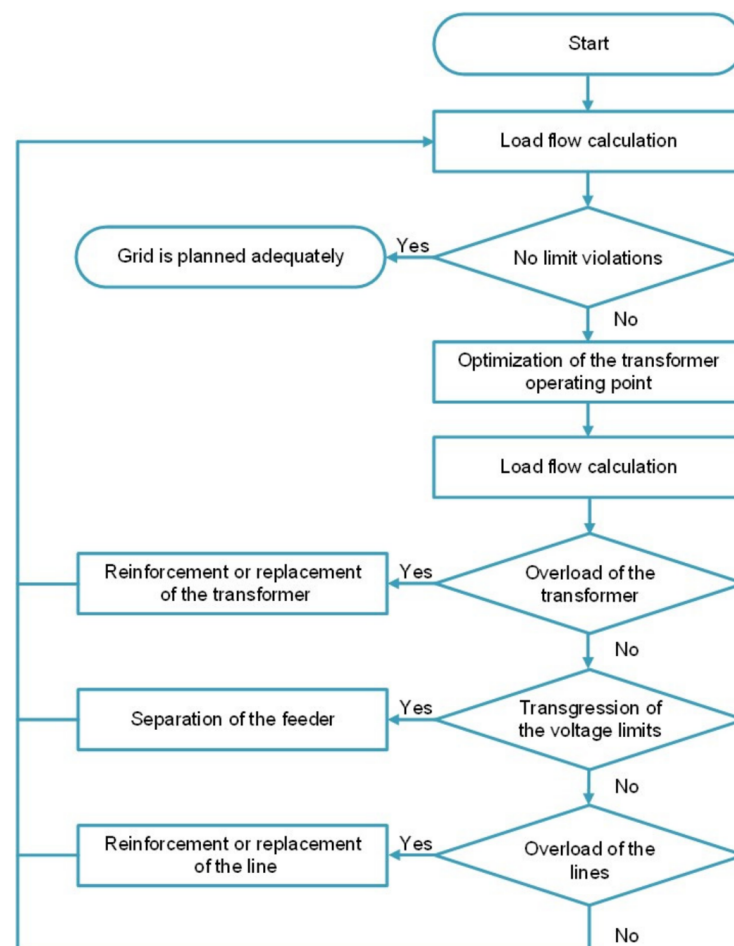 Start
Load flow calculation
No limit violations
Yes
Grid is planned adequately
No
Optimization of the transformer
operating point
Load flow calculation
Overload of the
transformer
Yes
Reinforcement or replacement
of the transformer
No
Transgression of
the voltage limits
Yes
Separation of the feeder
No
Overload of the
lines
Yes
Reinforcement or replacement
of the line
No